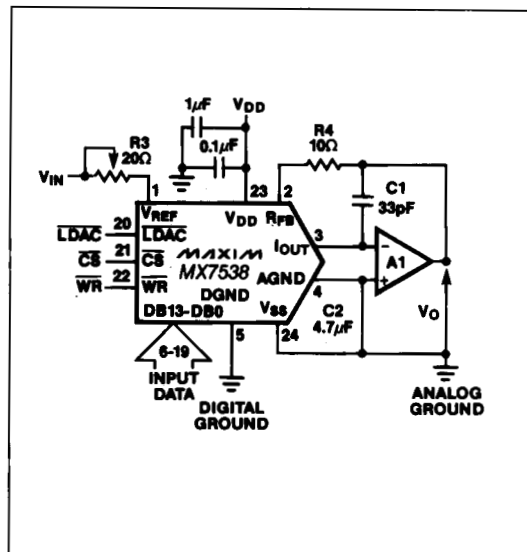 1µF
VDD
R3
20Ω
0.1µF
R4
10Ω
C1
33pF
VIN
1
23
2
VREF
VDD
RFB
20
LDAC
LDAC
IOUT
3
−
21
CS
CS
MAXIM
MX7538
A1
22
WR
WR
AGND
4
+
DGND
VSS
DB13-DB0
C2
4.7µF
VO
6-19
5
24
INPUT
DATA
DIGITAL
GROUND
ANALOG
GROUND